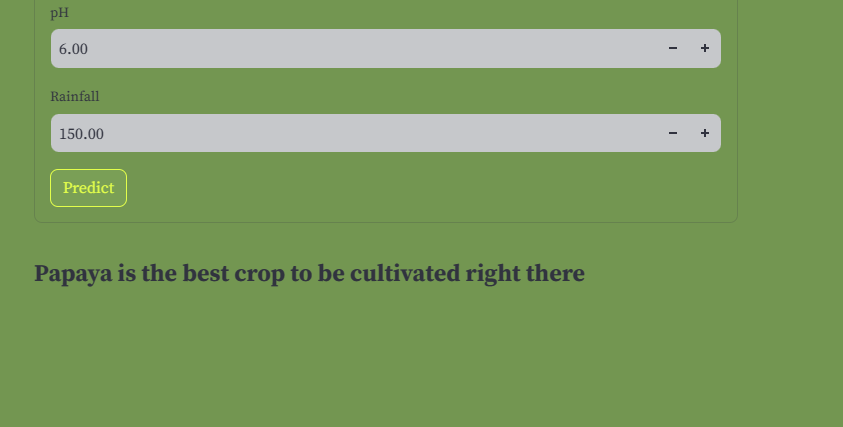 pH
6.00
Rainfall
150.00
Predict
Papaya is the best crop to be cultivated right there